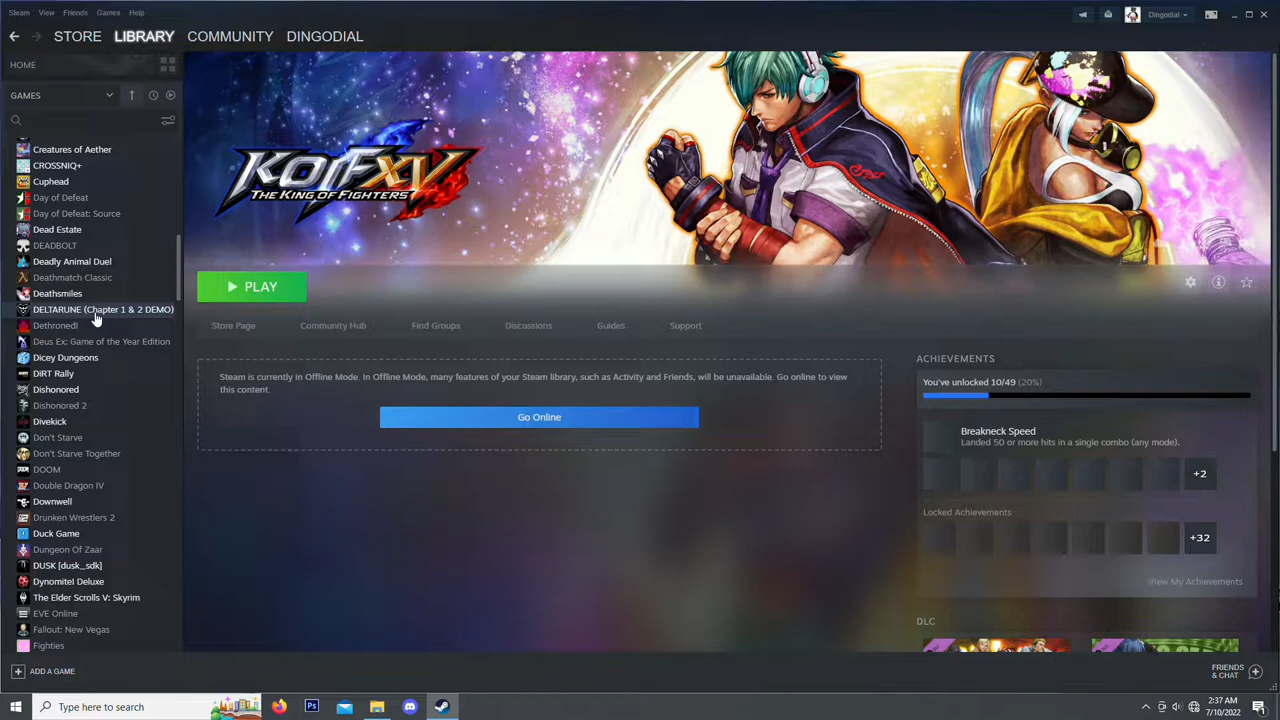 Steam View Friends Games Help
Dingodial
STORE LIBRARY COMMUNITY DINGODIAL
HOME
GAMES
Creatures of Aether
CROSSNIQ+
Cuphead
Day of Defeat
Day of Defeat: Source
Dead Estate
DEADBOLT
Deadly Animal Duel
Deathmatch Classic
Deathsmiles
DELTARUNE (Chapter 1 & 2 DEMO)
Dethroned!
Deus Ex: Game of the Year Edition
Dicey Dungeons
DiRT Rally
Dishonored
Dishonored 2
Divekick
Don't Starve
Don't Starve Together
DOOM
Double Dragon IV
Downwell
Drunken Wrestlers 2
Duck Game
Dungeon Of Zaar
DUSK [dusk_sdk]
Dynomite! Deluxe
The Elder Scrolls V: Skyrim
EVE Online
Fallout: New Vegas
Fighties
ADD A GAME
KOFXV
THE KING OF FIGHTERS
PLAY
Store Page Community Hub Find Groups Discussions Guides Support
Steam is currently in Offline Mode. In Offline Mode, many features of your Steam library, such as Activity and Friends, will be unavailable. Go online to view
this content.
Go Online
ACHIEVEMENTS
You've unlocked 10/49 (20%)
Breakneck Speed
Landed 50 or more hits in a single combo (any mode).
+2
Locked Achievements
+32
View My Achievements
DLC
FRIENDS
& CHAT
Type here to search
Ps
2:37 AM
7/10/2022
1